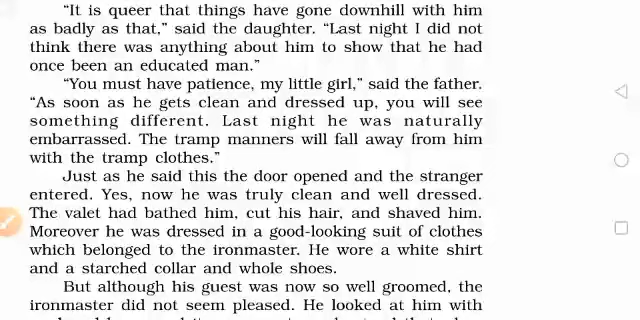 “It is queer that things have gone downhill with him
as badly as that,” said the daughter. “Last night I did not
think there was anything about him to show that he had
once been an educated man.”
“You must have patience, my little girl,” said the father.
“As soon as he gets clean and dressed up, you will see
something different. Last night he was naturally
embarrassed. The tramp manners will fall away from him
with the tramp clothes.”
Just as he said this the door opened and the stranger
entered. Yes, now he was truly clean and well dressed.
The valet had bathed him, cut his hair, and shaved him.
Moreover he was dressed in a good-looking suit of clothes
which belonged to the ironmaster. He wore a white shirt
and a starched collar and whole shoes.
But although his guest was now so well groomed, the
ironmaster did not seem pleased. He looked at him with